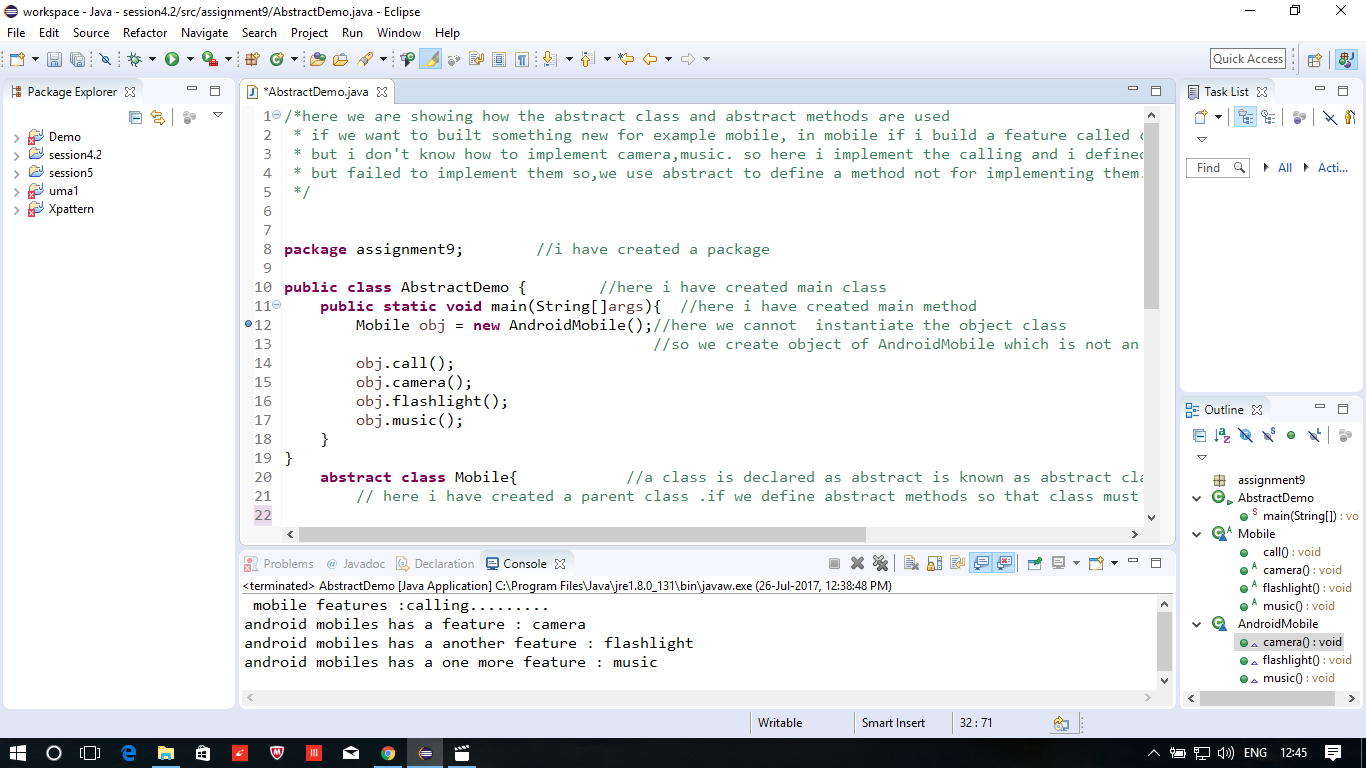 workspace - Java - session4.2/src/assignment9/AbstractDemo.java - Eclipse
File Edit Source Refactor Navigate Search Project Run Window Help
Quick Access
Package Explorer
Demo
session4.2
session5
uma1
Xpattern
*AbstractDemo.java
1 /*here we are showing how the abstract class and abstract methods are used
2 * if we want to built something new for example mobile, in mobile if i build a feature called
3 * but i don't know how to implement camera,music. so here i implement the calling and i defined
4 * but failed to implement them so,we use abstract to define a method not for implementing them.
5 */
6
7
8 package assignment9; //i have created a package
9
10 public class AbstractDemo { //here i have created main class
11 public static void main(String[]args){ //here i have created main method
12 Mobile obj = new AndroidMobile();//here we cannot  instantiate the object class
13 //so we create object of AndroidMobile which is not an
14 obj.call();
15 obj.camera();
16 obj.flashlight();
17 obj.music();
18 }
19 }
20 abstract class Mobile{ //a class is declared as abstract is known as abstract cla
21 // here i have created a parent class .if we define abstract methods so that class must
22
Task List
Find All Acti...
Outline
assignment9
AbstractDemo
S main(String[]) : vo
A Mobile
call() : void
A camera() : void
A flashlight() : void
A music() : void
AndroidMobile
camera() : void
flashlight() : void
music() : void
Problems @ Javadoc Declaration Console
<terminated> AbstractDemo [Java Application] C:\Program Files\Java\jre1.8.0_131\bin\javaw.exe (26-Jul-2017, 12:38:48 PM)
mobile features :calling.........
android mobiles has a feature : camera
android mobiles has a another feature : flashlight
android mobiles has a one more feature : music
Writable Smart Insert 32 : 71
ENG 12:45